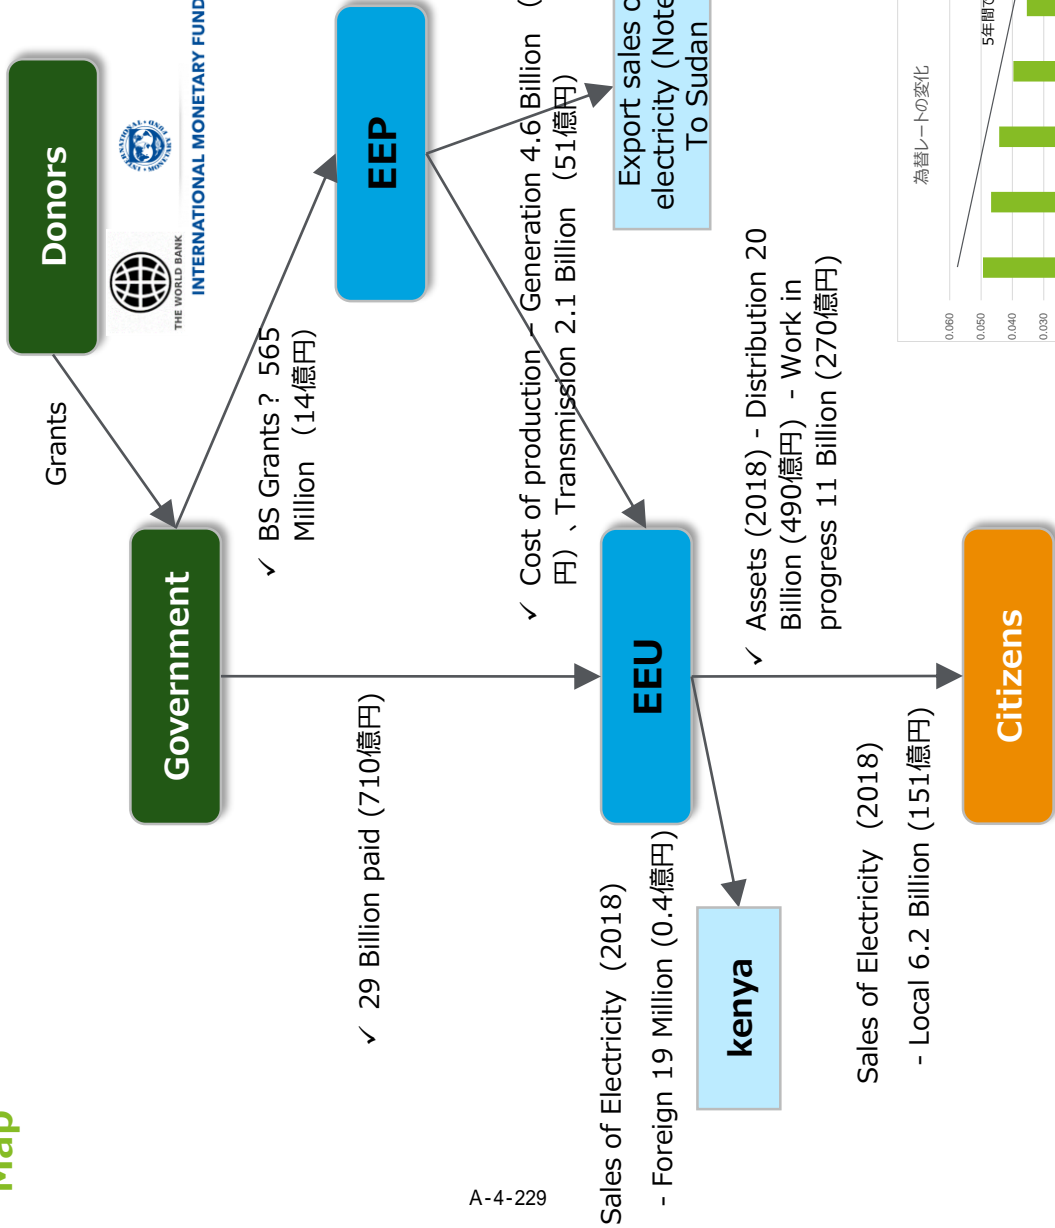 Map
Donors
Grants
THE WORLD BANK
INTERNATIONAL MONETARY FUND
Government
✓ BS Grants? 565
Million (14億円)
EEP
✓ 29 Billion paid (710億円)
✓ Cost of production – Generation 4.6 Billion (
円)、Transmission 2.1 Billion (51億円)
Export sales o
electricity (Note
To Sudan
EEU
Sales of Electricity (2018)
- Foreign 19 Million (0.4億円)
kenya
✓ Assets (2018) - Distribution 20
Billion (490億円) - Work in
progress 11 Billion (270億円)
Sales of Electricity (2018)
- Local 6.2 Billion (151億円)
Citizens
為替レートの変化
5年間で
0.060
0.050
0.040
0.030
A-4-229